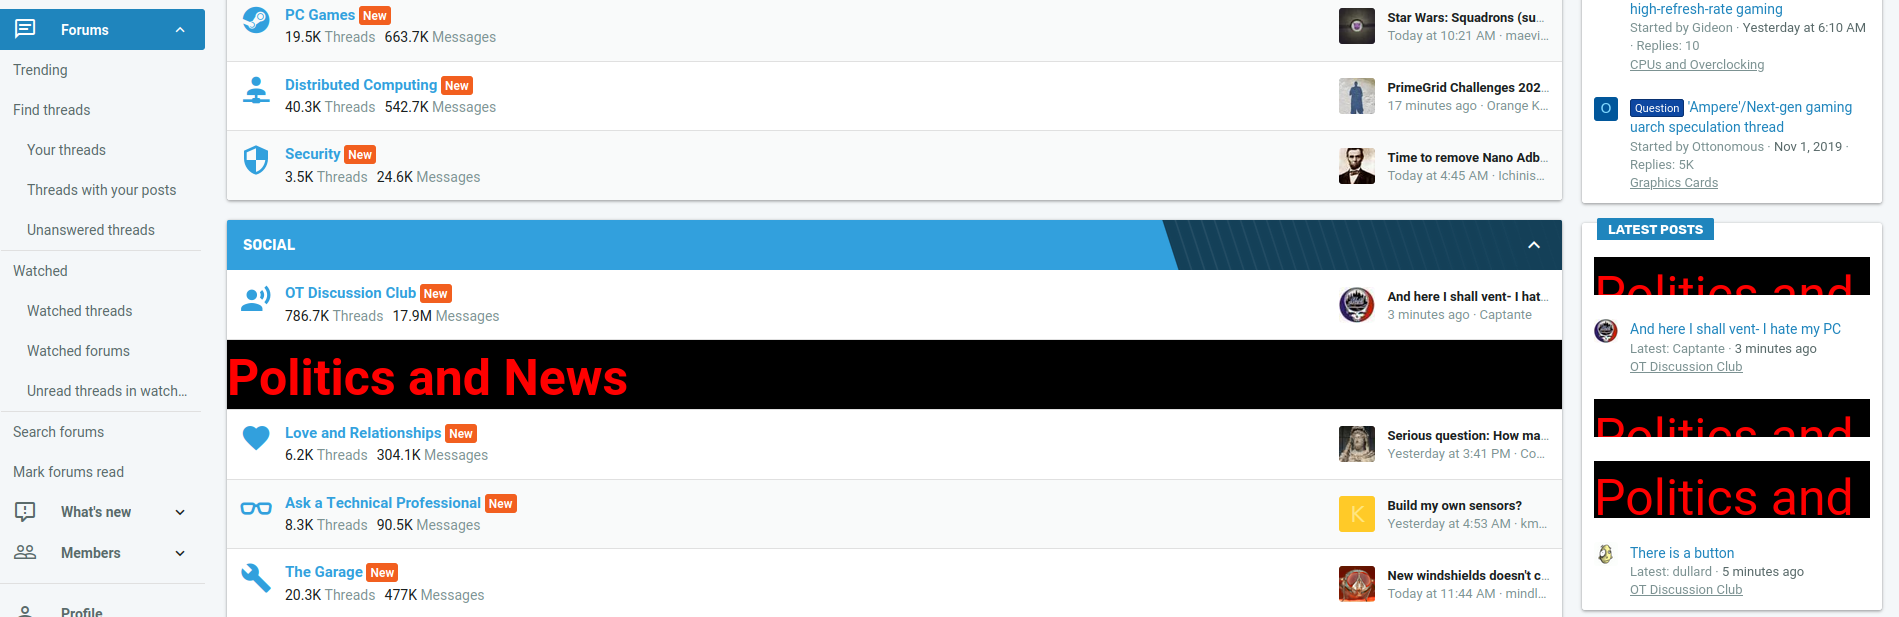 Forums
Trending
Find threads
Your threads
Threads with your posts
Unanswered threads
Watched
Watched threads
Watched forums
Unread threads in watch...
Search forums
Mark forums read
What's new
Members
Profile
PC Games New
19.5K Threads 663.7K Messages
Star Wars: Squadrons (su...
Today at 10:21 AM · maevi...
Distributed Computing New
40.3K Threads 542.7K Messages
PrimeGrid Challenges 202...
17 minutes ago · Orange K...
Security New
3.5K Threads 24.6K Messages
Time to remove Nano Adb...
Today at 4:45 AM · Ichinis...
SOCIAL
OT Discussion Club New
786.7K Threads 17.9M Messages
And here I shall vent- I hat...
3 minutes ago · Captante
Politics and News
Love and Relationships New
6.2K Threads 304.1K Messages
Serious question: How ma...
Yesterday at 3:41 PM · Co...
Ask a Technical Professional New
8.3K Threads 90.5K Messages
K
Build my own sensors?
Yesterday at 4:53 AM · km...
The Garage New
20.3K Threads 477K Messages
New windshields doesn't c...
Today at 11:44 AM · mindl...
high-refresh-rate gaming
Started by Gideon · Yesterday at 6:10 AM
· Replies: 10
CPUs and Overclocking
O
Question 'Ampere'/Next-gen gaming
uarch speculation thread
Started by Ottonomous · Nov 1, 2019 ·
Replies: 5K
Graphics Cards
LATEST POSTS
Politics and
And here I shall vent- I hate my PC
Latest: Captante · 3 minutes ago
OT Discussion Club
Politics and
Politics and
There is a button
Latest: dullard · 5 minutes ago
OT Discussion Club